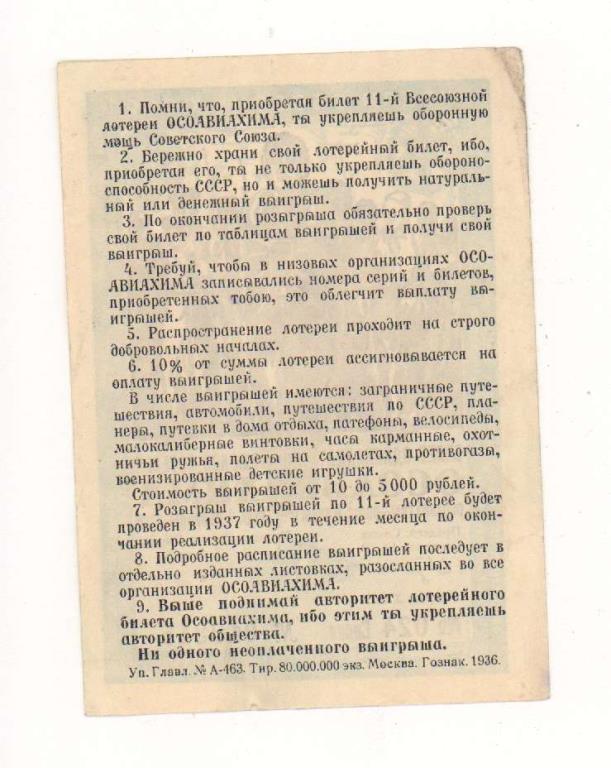 1. Помни, что, приобретая билет 11-й Всесоюзной
лотереи ОСОАВИАХИМА, ты укрепляешь оборонную
мощь Советского Союза.
2. Бережно храни свой лотерейный билет, ибо,
приобретая его, ты не только укрепляешь обороно-
способность СССР, но и можешь получить натураль-
ный или денежный выигрыш.
3. По окончании розыгрыша обязательно проверь
свой билет по таблицам выигрышей и получи свой
выигрыш.
4. Требуй, чтобы в низовых организациях ОСО-
АВИАХИМА записывались номера серий и билетов,
приобретенных тобою, это облегчит выплату вы-
игрышей.
5. Распространение лотереи проходит на строго
добровольных началах.
6. 10% от суммы лотереи ассигновывается на
оплату выигрышей.
В числе выигрышей имеются: заграничные путе-
шествия, автомобили, путешествия по СССР, пла-
неры, путевки в дома отдыха, патефоны, велосипеды,
малокалиберные винтовки, часы карманные, охот-
ничьи ружья, полеты на самолетах, противогазы,
военизированные детские игрушки.
Стоимость выигрышей от 10 до 5000 рублей.
7. Розыгрыш выигрышей по 11-й лотерее будет
проведен в 1937 году в течение месяца по окон-
чании реализации лотереи.
8. Подробное расписание выигрышей последует в
отдельно изданных листовках, разосланных во все
организации ОСОАВИАХИМА.
9. Выше поднимай авторитет лотерейного
билета Осоавиахима, ибо этим ты укрепляешь
авторитет общества.
Ни одного неоплаченного выигрыша.
Уп. Главл. № А-463. Тир. 80.000.000 экз. Москва. Гознак. 1936.